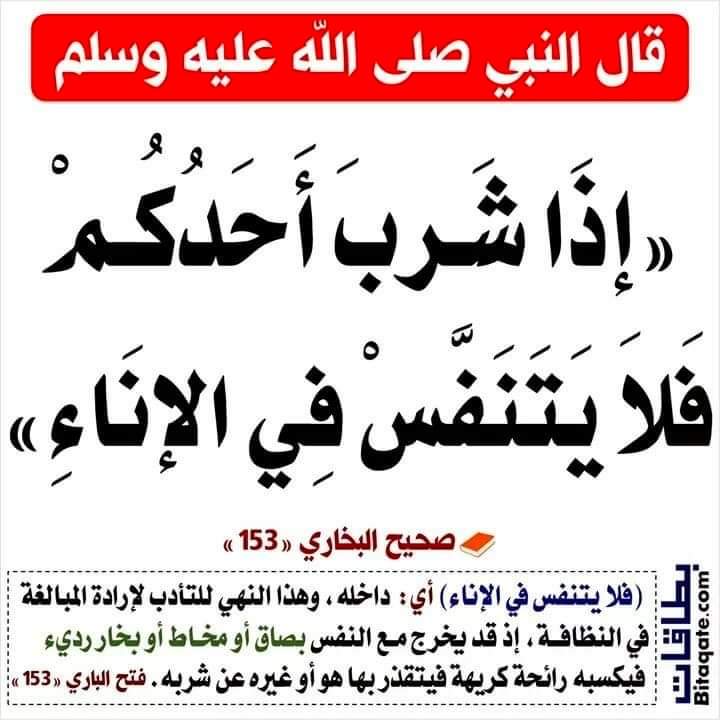 قال النبي صلى الله عليه وسلم
«إِذَا شَرِبَ أَحَدُكُمْ
فَلاَ يَتَنَفَّسْ فِي الإِنَاءِ»
صحيح البخاري «153»
(فلا يتنفس في الإناء) أي: داخله، وهذا النهي للتأدب لإرادة المبالغة
في النظافة، إذ قد يخرج مع النفس بصاق أو مخاط أو بخار رديء
فيكسبه رائحة كريهة فيتقذر بها هو أو غيره عن شربه. فتح الباري «153»
بطاقات
Bitaqate.com